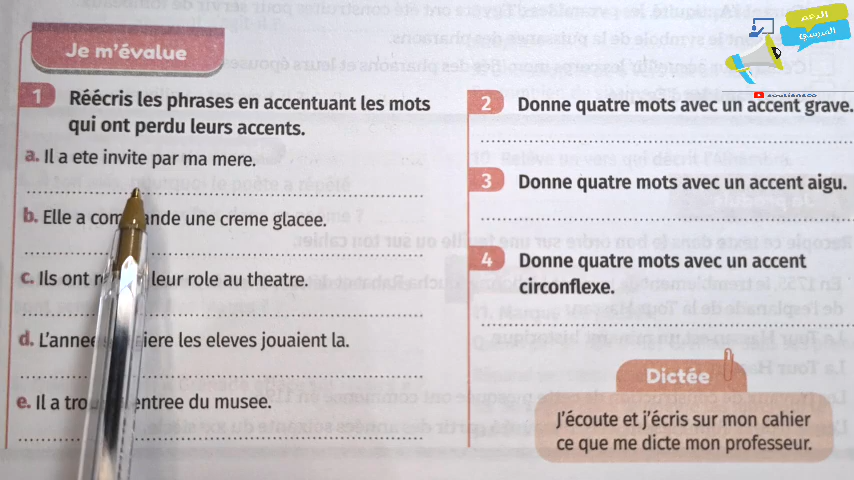 الدعم
المدرسي
Je m'évalue
1 Réécris les phrases en accentuant les mots
qui ont perdu leurs accents.
a. Il a ete invite par ma mere.
b. Elle a com ande une creme glacee.
c. Ils ont leur role au theatre.
d. L'annee iere les eleves jouaient la.
e. Il a entree du musee.
2 Donne quatre mots avec un accent grave.
3 Donne quatre mots avec un accent aigu.
4 Donne quatre mots avec un accent
circonflexe.
Dictée
J'écoute et j'écris sur mon cahier
ce que me dicte mon professeur.